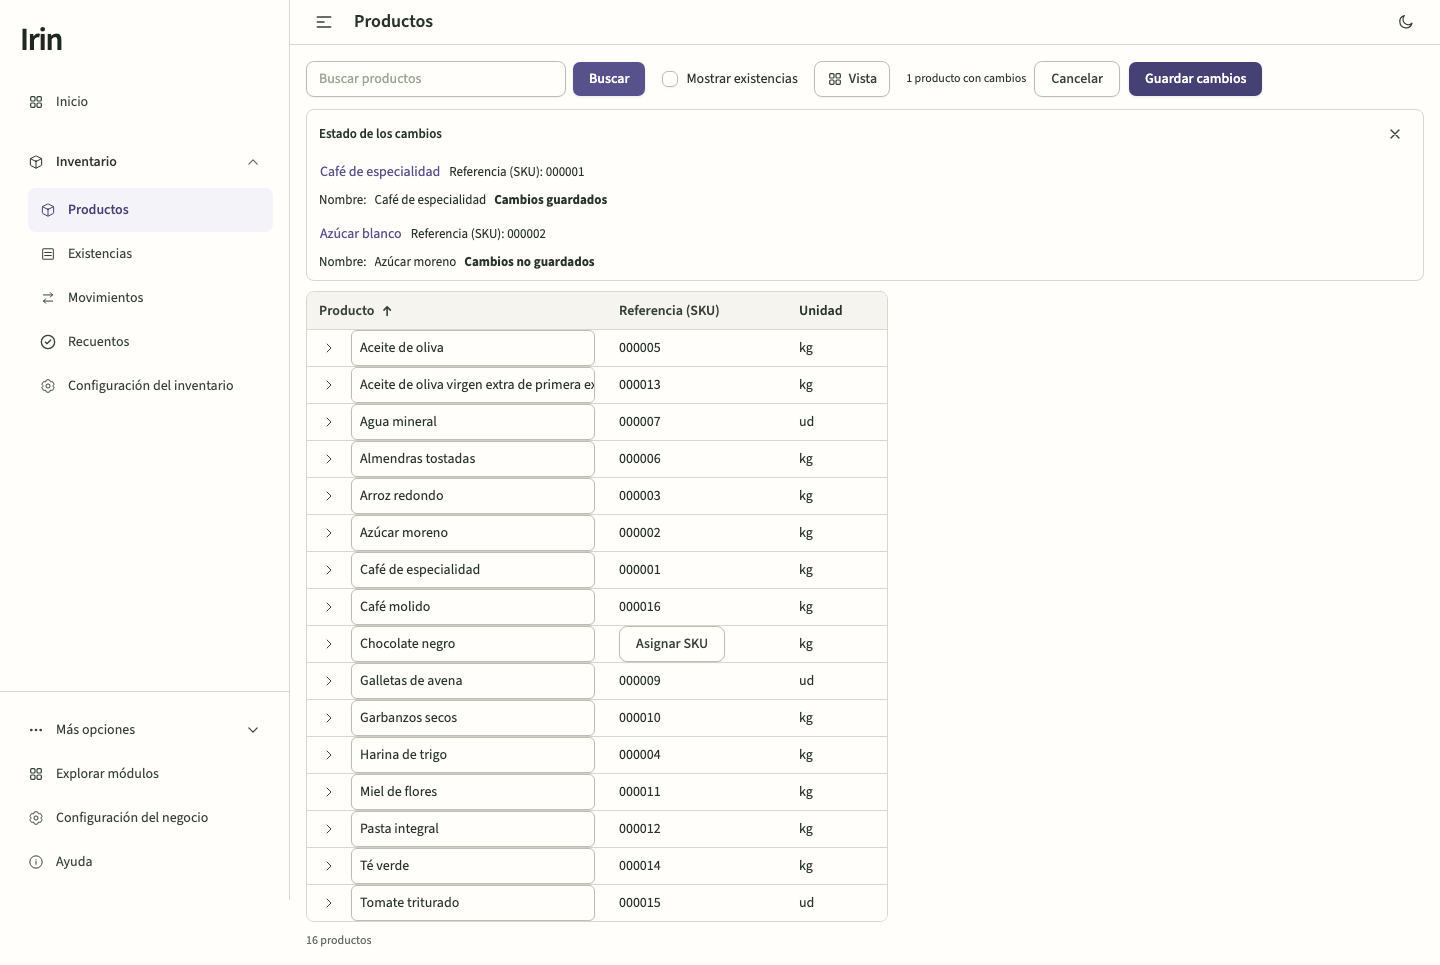 Irin
Inicio
Inventario
Productos
Existencias
Movimientos
Recuentos
Configuración del inventario
Más opciones
Explorar módulos
Configuración del negocio
Ayuda
Productos
Buscar productos Buscar Mostrar existencias Vista 1 producto con cambios Cancelar Guardar cambios
Estado de los cambios
Café de especialidad Referencia (SKU): 000001
Nombre: Café de especialidad Cambios guardados
Azúcar blanco Referencia (SKU): 000002
Nombre: Azúcar moreno Cambios no guardados
Producto Referencia (SKU) Unidad
Aceite de oliva 000005 kg
Aceite de oliva virgen extra de primera ex 000013 kg
Agua mineral 000007 ud
Almendras tostadas 000006 kg
Arroz redondo 000003 kg
Azúcar moreno 000002 kg
Café de especialidad 000001 kg
Café molido 000016 kg
Chocolate negro Asignar SKU kg
Galletas de avena 000009 ud
Garbanzos secos 000010 kg
Harina de trigo 000004 kg
Miel de flores 000011 kg
Pasta integral 000012 kg
Té verde 000014 kg
Tomate triturado 000015 ud
16 productos